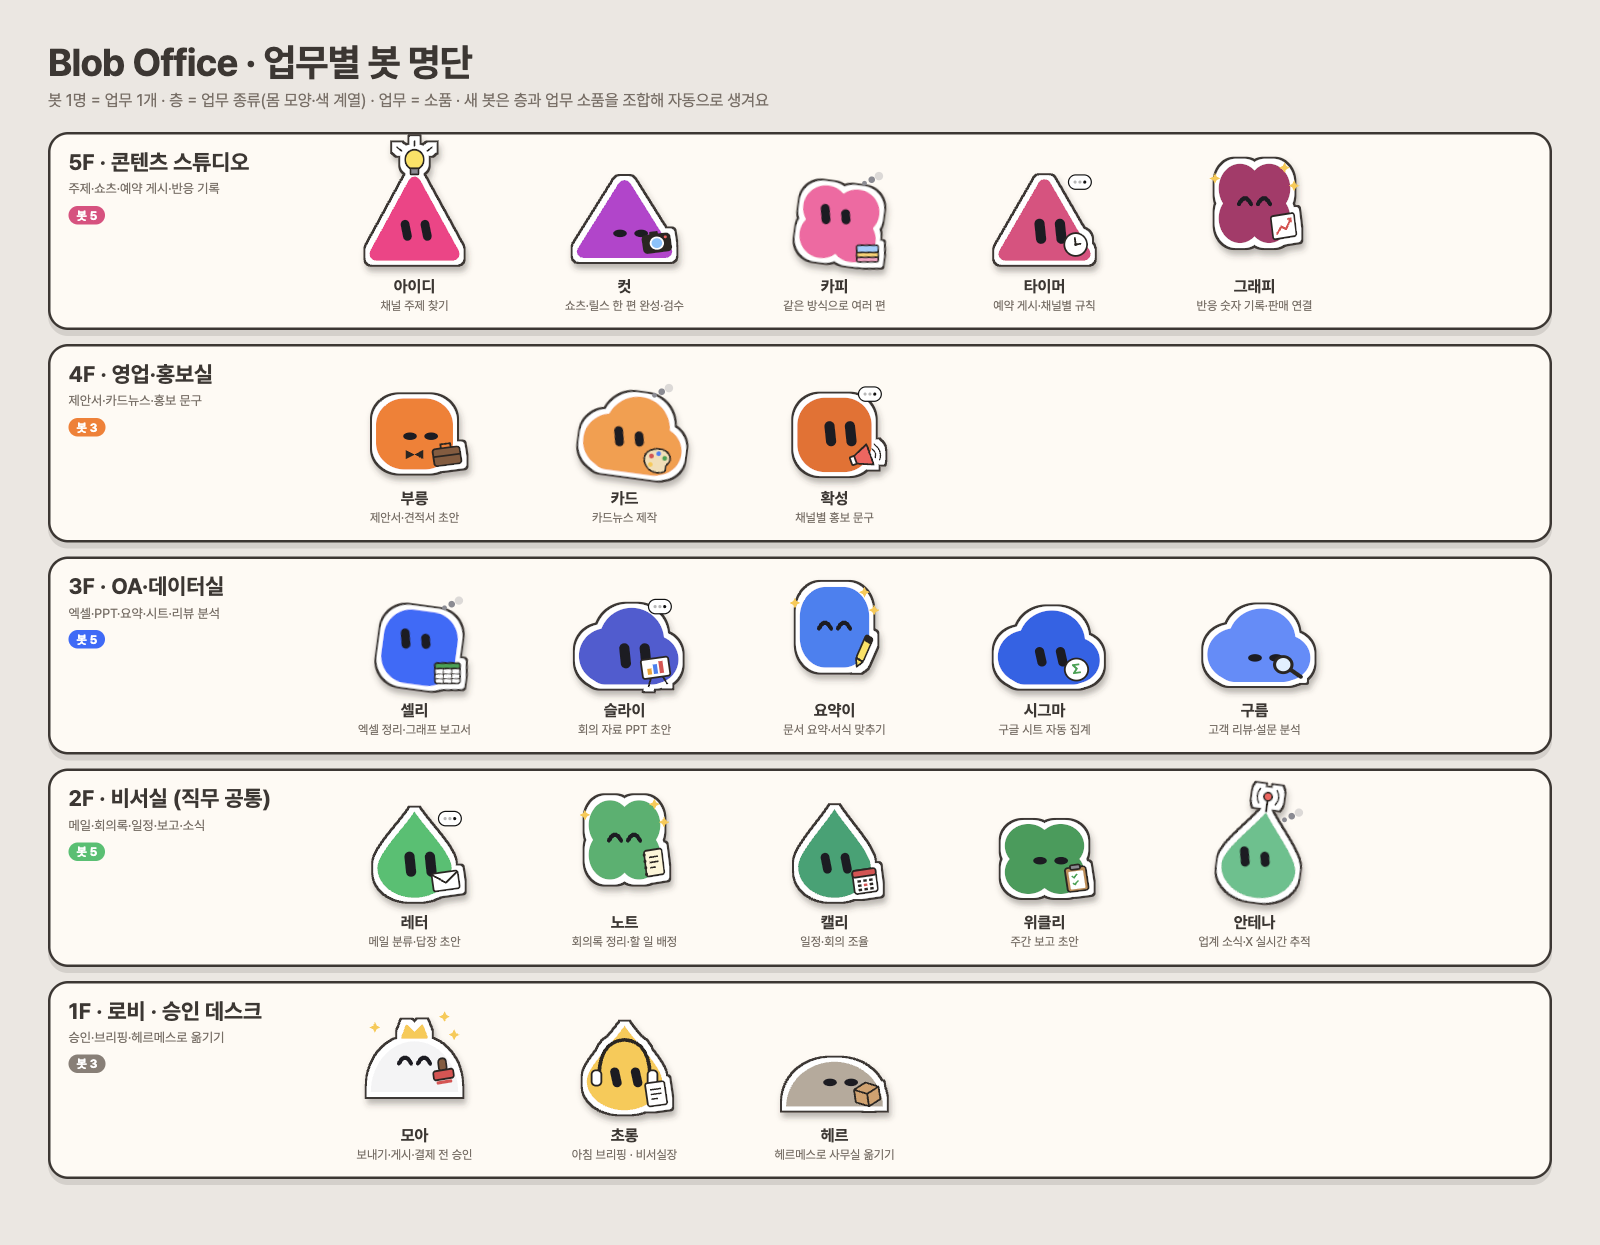 Blob Office · 업무별 봇 명단
봇 1명 = 업무 1개 · 층 = 업무 종류(몸 모양·색 계열) · 업무 = 소품 · 새 봇은 층과 업무 소품을 조합해 자동으로 생겨요
5F · 콘텐츠 스튜디오
주제·쇼츠·예약 게시·반응 기록
봇 5
아이디
채널 주제 찾기
컷
쇼츠·릴스 한 편 완성·검수
카피
같은 방식으로 여러 편
타이머
예약 게시·채널별 규칙
그래피
반응 숫자 기록·판매 연결
4F · 영업·홍보실
제안서·카드뉴스·홍보 문구
봇 3
부릉
제안서·견적서 초안
카드
카드뉴스 제작
확성
채널별 홍보 문구
3F · OA·데이터실
엑셀·PPT·요약·시트·리뷰 분석
봇 5
셀리
엑셀 정리·그래프 보고서
슬라이
회의 자료 PPT 초안
요약이
문서 요약·서식 맞추기
Σ
시그마
구글 시트 자동 집계
구름
고객 리뷰·설문 분석
2F · 비서실 (직무 공통)
메일·회의록·일정·보고·소식
봇 5
레터
메일 분류·답장 초안
노트
회의록 정리·할 일 배정
캘리
일정·회의 조율
위클리
주간 보고 초안
안테나
업계 소식·X 실시간 추적
1F · 로비 · 승인 데스크
승인·브리핑·헤르메스로 옮기기
봇 3
모아
보내기·게시·결제 전 승인
초롱
아침 브리핑 · 비서실장
헤르
헤르메스로 사무실 옮기기